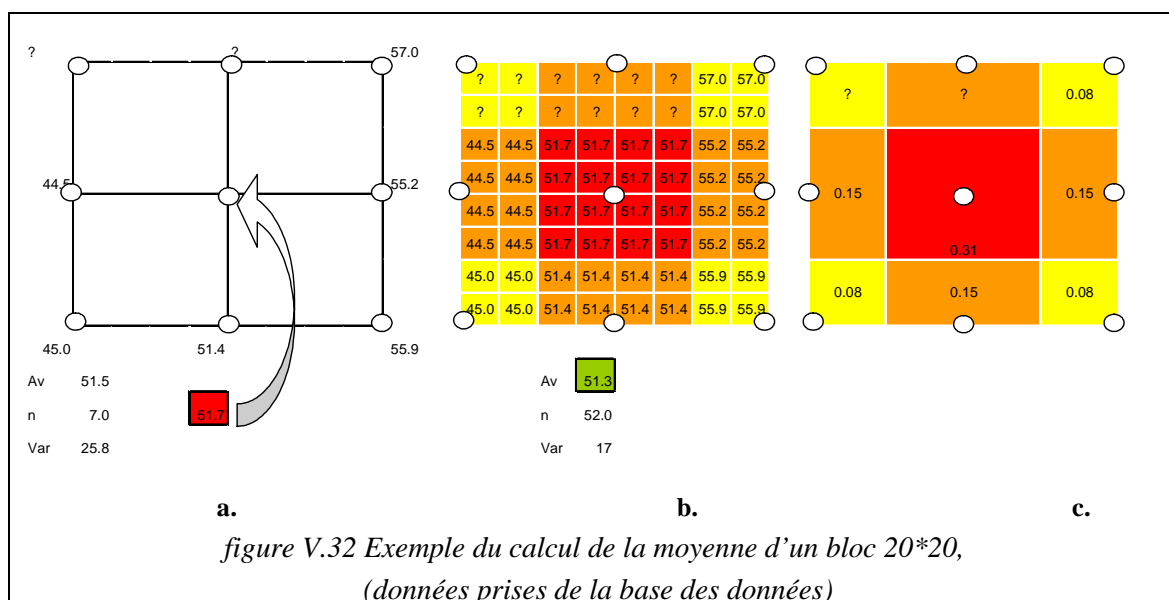 ? ? 57.0
44.5 55.2
45.0 51.4 55.9
Av 51.5
n 7.0 51.7
Var 25.8
? ? ? ? ? ? 57.0 57.0
? ? ? ? ? ? 57.0 57.0
44.5 44.5 51.7 51.7 51.7 51.7 55.2 55.2
44.5 44.5 51.7 51.7 51.7 51.7 55.2 55.2
44.5 44.5 51.7 51.7 51.7 51.7 55.2 55.2
44.5 44.5 51.7 51.7 51.7 51.7 55.2 55.2
45.0 45.0 51.4 51.4 51.4 51.4 55.9 55.9
45.0 45.0 51.4 51.4 51.4 51.4 55.9 55.9
Av 51.3
n 52.0
Var 17
? ? 0.08
0.15 0.31 0.15
0.08 0.15 0.08
a. b. c.
figure V.32 Exemple du calcul de la moyenne d'un bloc 20*20,
(données prises de la base des données)